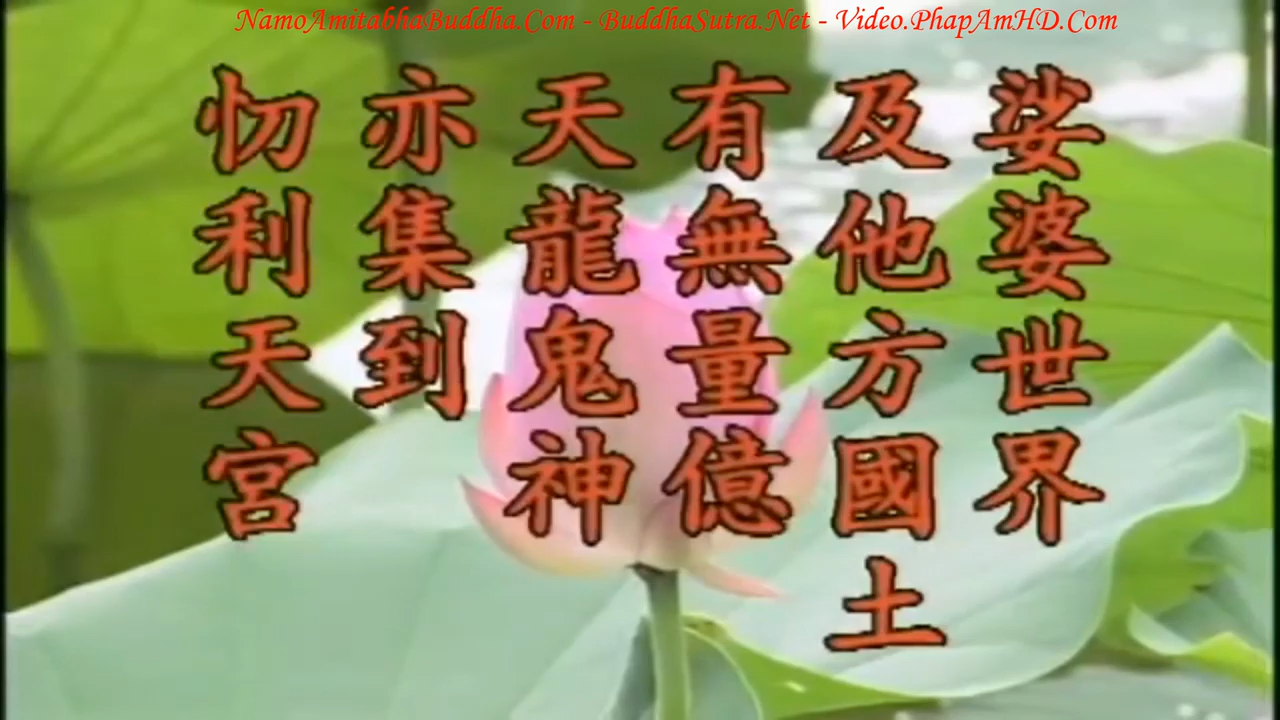 NamoAmitabhaBuddha.Com - BuddhaSutra.Net - Video.PhapAmHD.Com
娑婆世界
及他方國土
有無量億
天龍鬼神
亦集到
忉利天宮